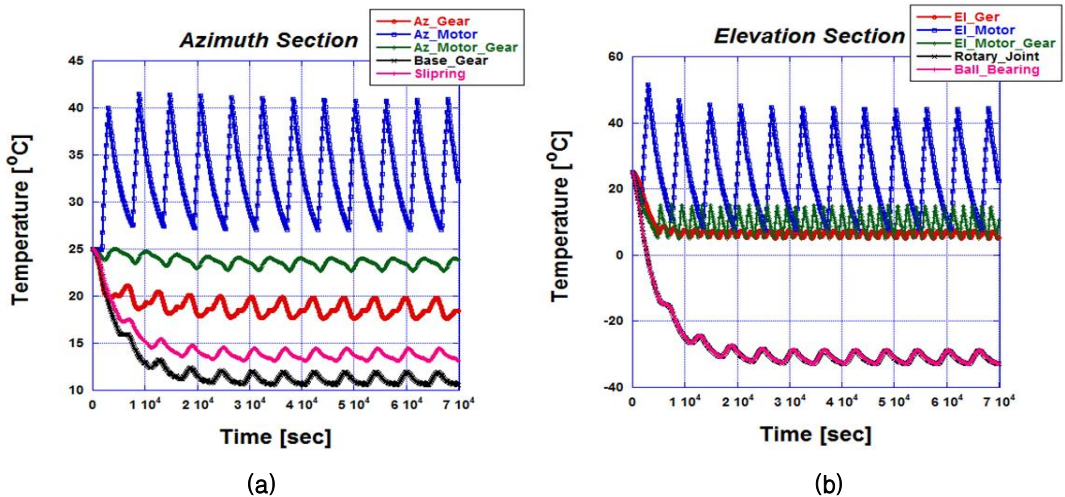 Azimuth Section
Az_Gear
Az_Motor
Az_Motor_Gear
Base_Gear
Slipring
Temperature [°C]
45
40
35
30
25
20
15
10
0
1 10⁴
2 10⁴
3 10⁴
4 10⁴
5 10⁴
6 10⁴
7 10⁴
Time [sec]
(a)
Elevation Section
El_Ger
El_Motor
El_Motor_Gear
Rotary_Joint
Ball_Bearing
Temperature [°C]
60
40
20
0
-20
-40
0
1 10⁴
2 10⁴
3 10⁴
4 10⁴
5 10⁴
6 10⁴
7 10⁴
Time [sec]
(b)